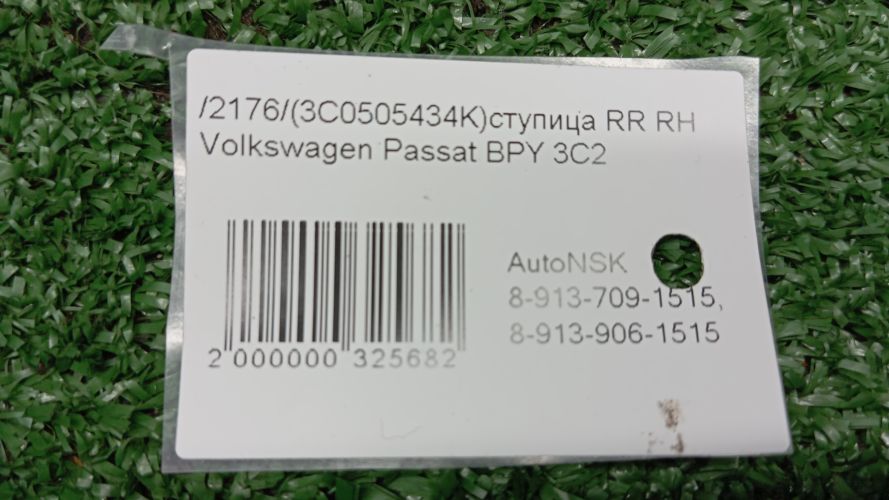 /2176/(3C0505434K)ступица RR RH
Volkswagen Passat BPY 3C2
AutoNSK
8-913-709-1515,
8-913-906-1515
2 000000 325682